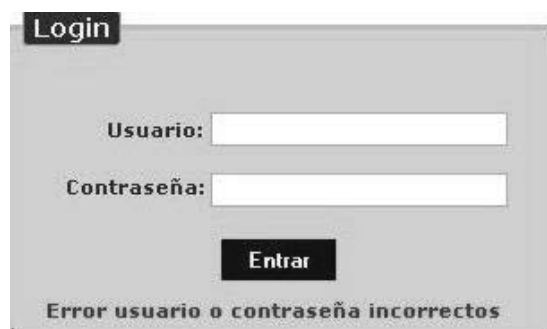 Login
Usuario:
Contraseña:
Entrar
Error usuario o contraseña incorrectos